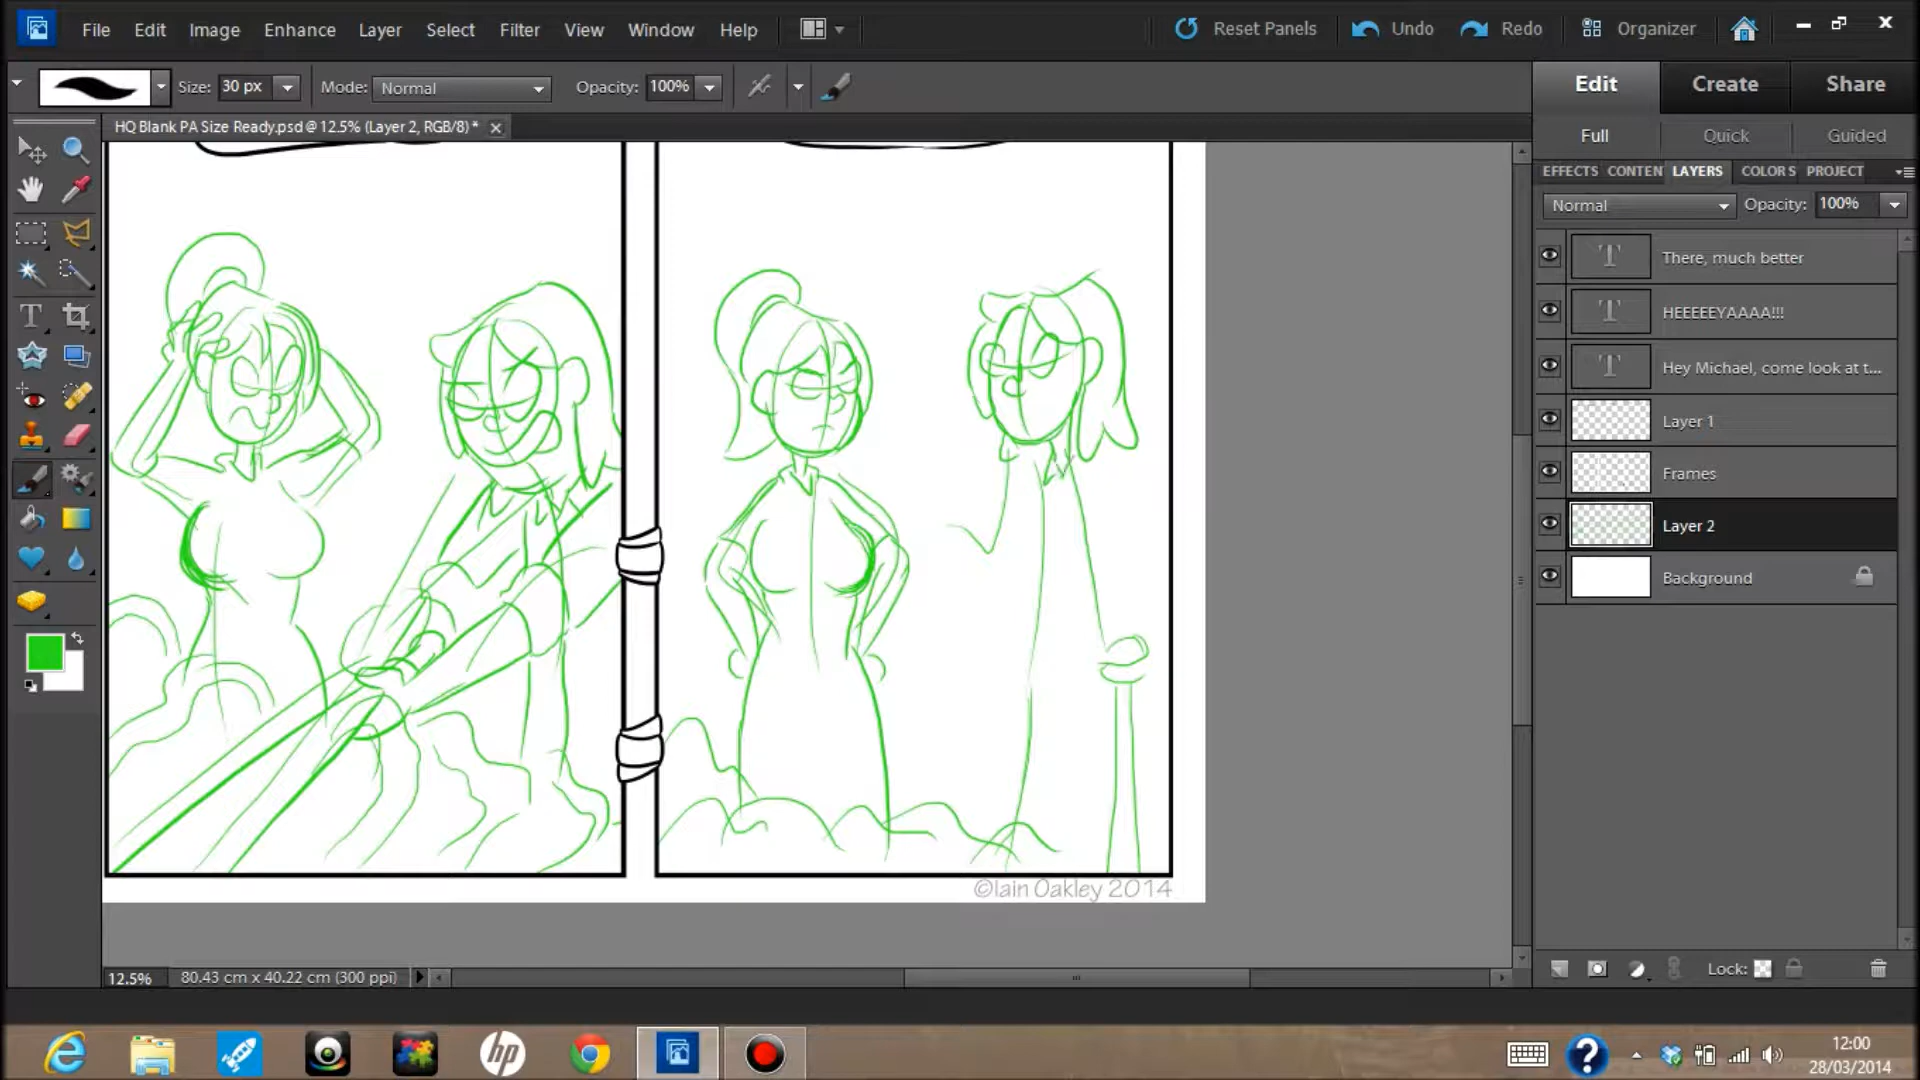 File Edit Image Enhance Layer Select Filter View Window Help Reset Panels Undo Redo Organizer
Size: 30 px Mode: Normal Opacity: 100%
Edit Create Share
HQ Blank PA Size Ready.psd @ 12.5% (Layer 2, RGB/8) *
Full Quick Guided
EFFECTS CONTEN LAYERS COLORS PROJECT
Normal Opacity: 100%
There, much better
HEEEEEYAAAA!!!
Hey Michael, come look at t...
Layer 1
Frames
Layer 2
Background
©Iain Oakley 2014
12.5% 80.43 cm x 40.22 cm (300 ppi)
Lock:
hp
12:00
28/03/2014